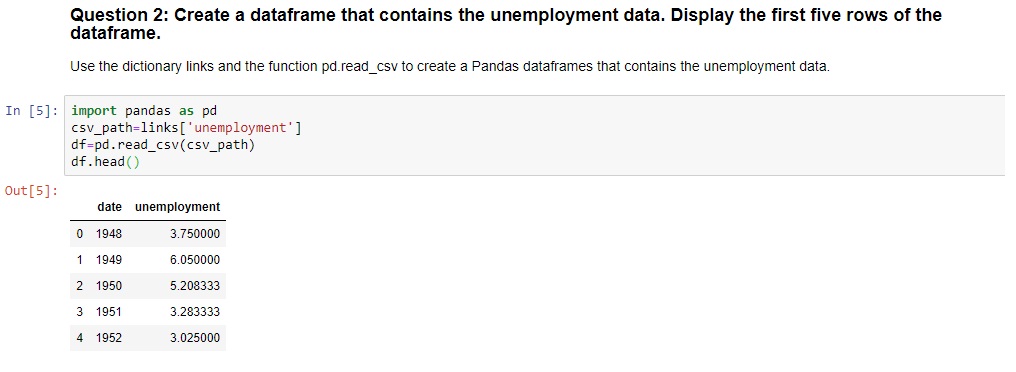 Question 2: Create a dataframe that contains the unemployment data. Display the first five rows of the
dataframe.
Use the dictionary links and the function pd.read_csv to create a Pandas dataframes that contains the unemployment data.
In [5]: import pandas as pd
csv_path=links['unemployment']
df=pd.read_csv(csv_path)
df.head()
Out[5]:
date unemployment
0 1948 3.750000
1 1949 6.050000
2 1950 5.208333
3 1951 3.283333
4 1952 3.025000